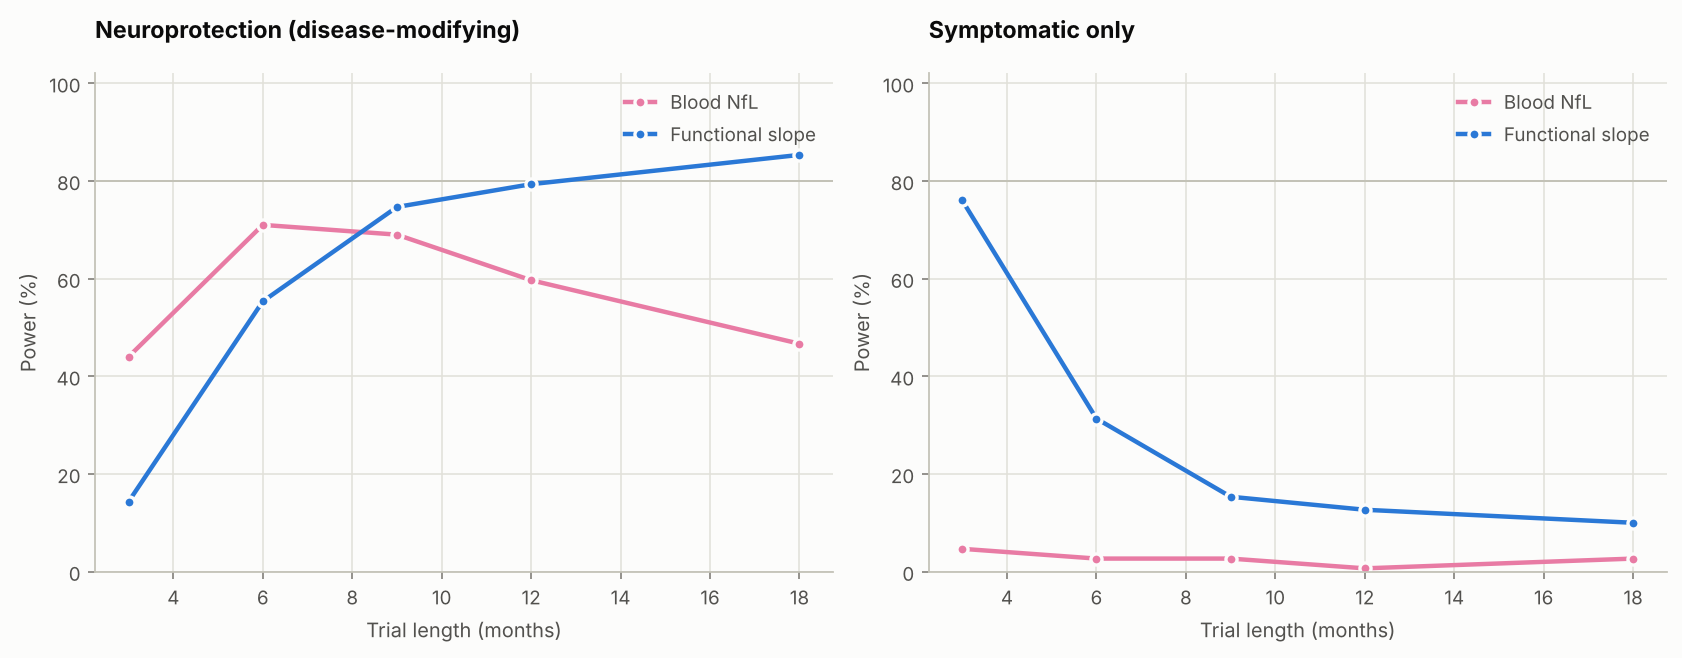 Neuroprotection (disease-modifying)
100
80
60
40
20
0
Power (%)
4 6 8 10 12 14 16 18
Trial length (months)
Blood NfL
Functional slope
Symptomatic only
100
80
60
40
20
0
Power (%)
4 6 8 10 12 14 16 18
Trial length (months)
Blood NfL
Functional slope